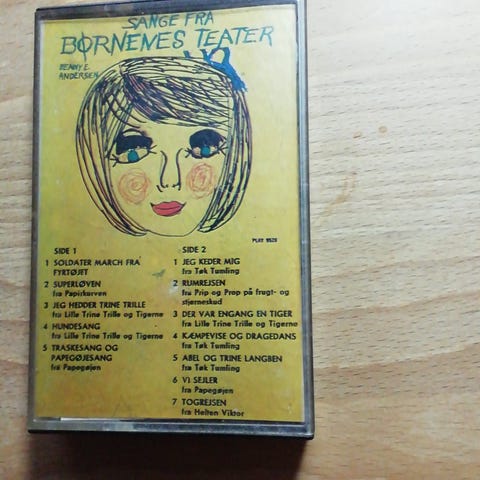 SANGE FRA
BØRNENES TEATER
BENNY E.
ANDERSEN
PLAY 9529
SIDE 1
1 SOLDATER MARCH FRA
FYRTØJET
2 SUPERLØVEN
fra Papirkurven
3 JEG HEDDER TRINE TRILLE
fra Lille Trine Trille og Tigerne
4 HUNDESANG
fra Lille Trine Trille og Tigerne
5 TRASKESANG OG
PAPEGØJESANG
fra Papegøjen
SIDE 2
1 JEG KEDER MIG
fra Tøk Tumling
2 RUMREJSEN
fra Prip og Prop på frugt- og
stjerneskud
3 DER VAR ENGANG EN TIGER
fra Lille Trine Trille og Tigerne
4 KÆMPEVISE OG DRAGEDANS
fra Tøk Tumling
5 ABEL OG TRINE LANGBEN
fra Tøk Tumling
6 VI SEJLER
fra Papegøjen
7 TOGREJSEN
fra Helten Viktor